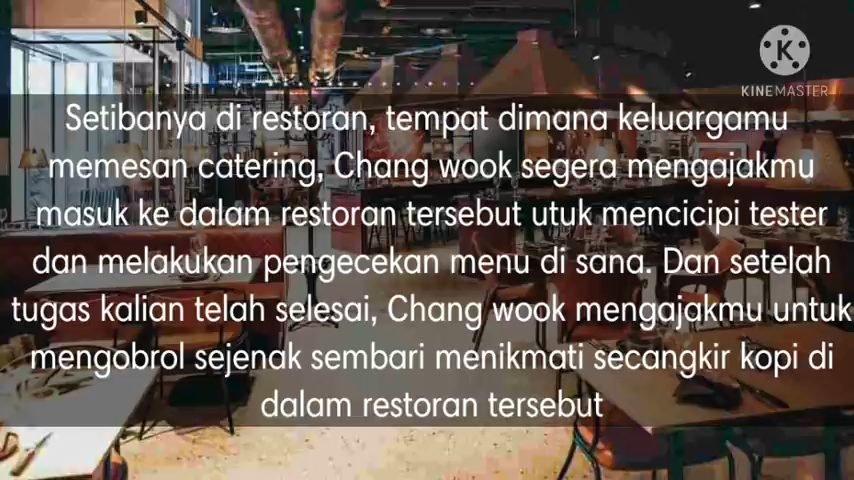 KINEMASTER
Setibanya di restoran, tempat dimana keluargamu
memesan catering, Chang wook segera mengajakmu
masuk ke dalam restoran tersebut utuk mencicipi tester
dan melakukan pengecekan menu di sana. Dan setelah
tugas kalian telah selesai, Chang wook mengajakmu untuk
mengobrol sejenak sembari menikmati secangkir kopi di
dalam restoran tersebut